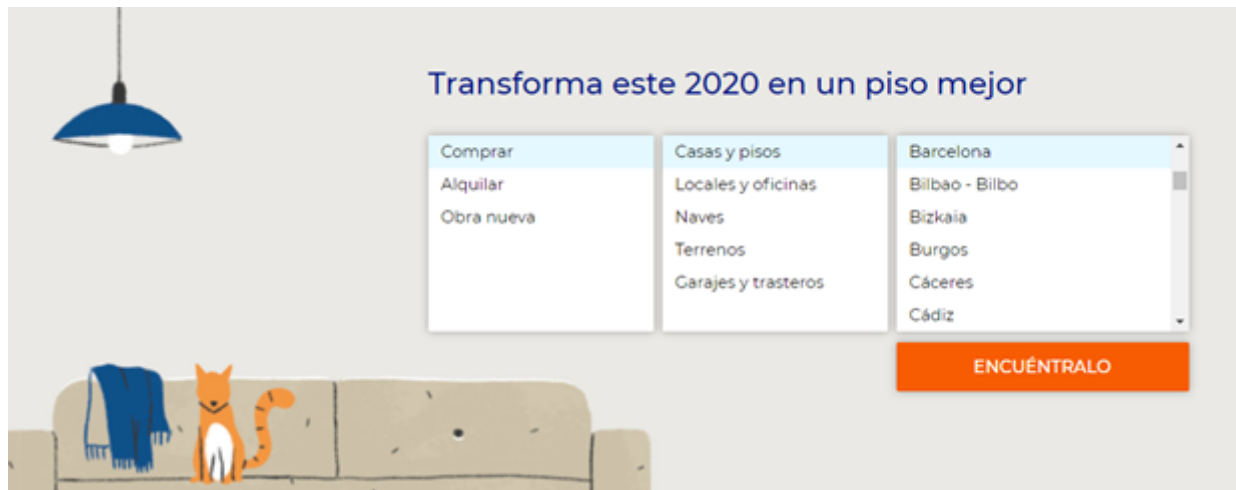 Transforma este 2020 en un piso mejor
Comprar
Alquilar
Obra nueva
Casas y pisos
Locales y oficinas
Naves
Terrenos
Garajes y trasteros
Barcelona
Bilbao - Bilbo
Bizkaia
Burgos
Cáceres
Cádiz
ENCUÉNTRALO